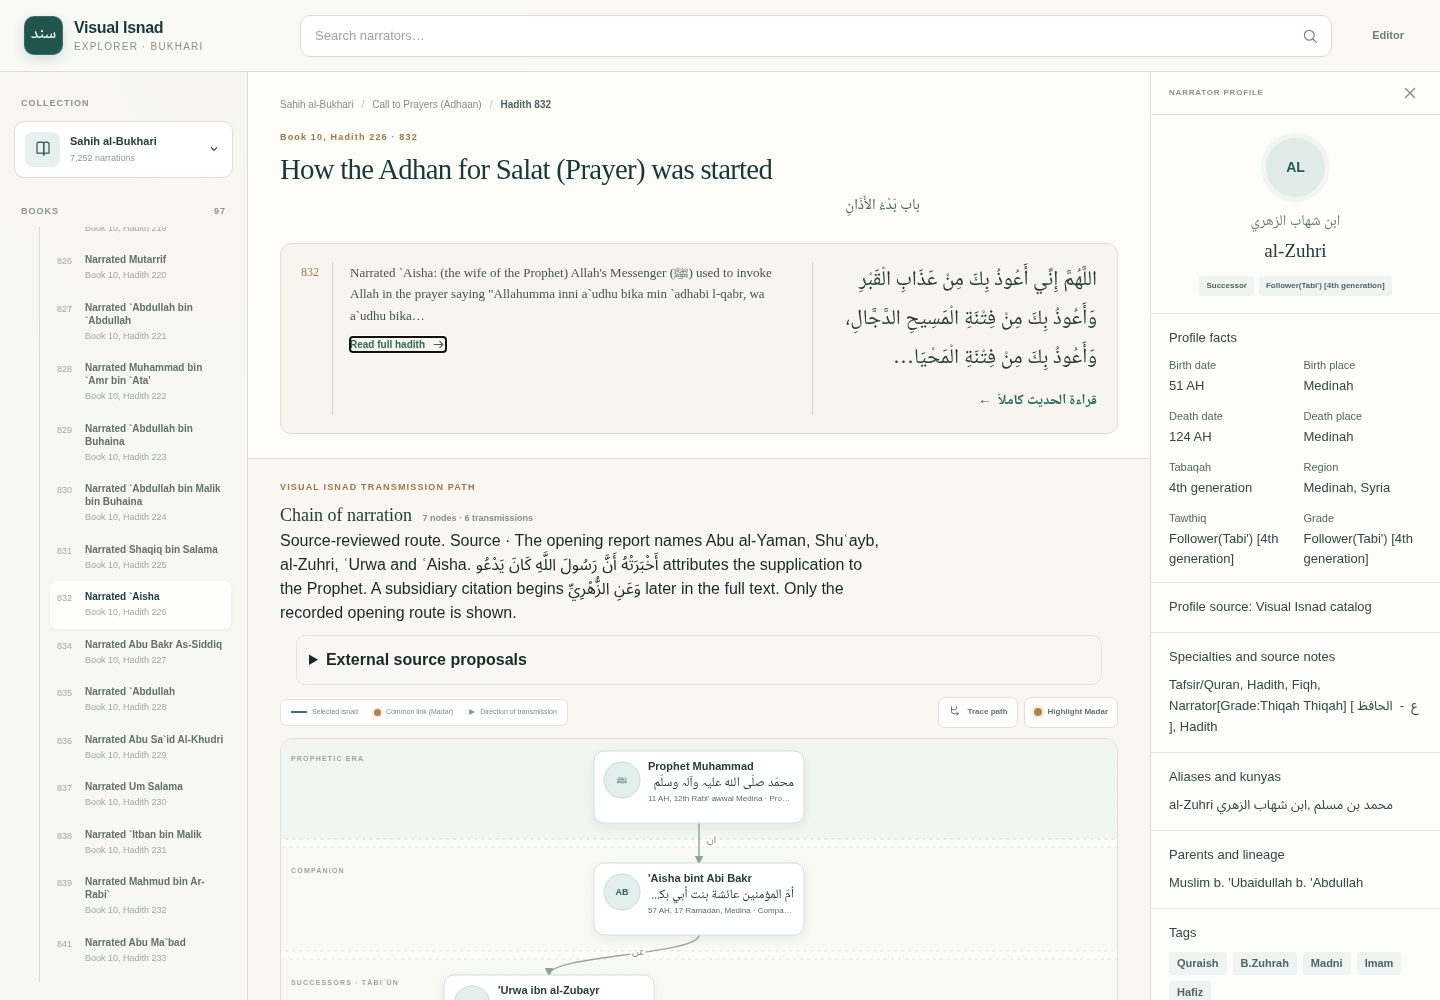 سند
Visual Isnad
EXPLORER · BUKHARI
Search narrators…
Editor
COLLECTION
Sahih al-Bukhari
7,252 narrations
BOOKS 97
Book 10, Hadith 219
826 Narrated Mutarrif
Book 10, Hadith 220
827 Narrated `Abdullah bin
`Abdullah
Book 10, Hadith 221
828 Narrated Muhammad bin
`Amr bin `Ata'
Book 10, Hadith 222
829 Narrated `Abdullah bin
Buhaina
Book 10, Hadith 223
830 Narrated `Abdullah bin Malik
bin Buhaina
Book 10, Hadith 224
831 Narrated Shaqiq bin Salama
Book 10, Hadith 225
832 Narrated `Aisha
Book 10, Hadith 226
834 Narrated Abu Bakr As-Siddiq
Book 10, Hadith 227
835 Narrated `Abdullah
Book 10, Hadith 228
836 Narrated Abu Sa`id Al-Khudri
Book 10, Hadith 229
837 Narrated Um Salama
Book 10, Hadith 230
838 Narrated `Itban bin Malik
Book 10, Hadith 231
839 Narrated Mahmud bin Ar-
Rabi`
Book 10, Hadith 232
841 Narrated Abu Ma`bad
Book 10, Hadith 233
Sahih al-Bukhari / Call to Prayers (Adhaan) / Hadith 832
Book 10, Hadith 226 · 832
How the Adhan for Salat (Prayer) was started
باب بَدْءُ الأَذَانِ
832
Narrated `Aisha: (the wife of the Prophet) Allah's Messenger (ﷺ) used to invoke
Allah in the prayer saying "Allahumma inni a`udhu bika min `adhabi l-qabr, wa
a`udhu bika…
Read full hadith →
اللَّهُمَّ إِنِّي أَعُوذُ بِكَ مِنْ عَذَابِ الْقَبْرِ
وَأَعُوذُ بِكَ مِنْ فِتْنَةِ الْمَسِيحِ الدَّجَّالِ،
وَأَعُوذُ بِكَ مِنْ فِتْنَةِ الْمَحْيَا…
قراءة الحديث كاملاً ←
VISUAL ISNAD TRANSMISSION PATH
Chain of narration 7 nodes · 6 transmissions
Source-reviewed route. Source · The opening report names Abu al-Yaman, Shuʿayb,
al-Zuhri, ʿUrwa and ʿAisha. أَخْبَرَتْهُ أَنَّ رَسُولَ اللَّهِ كَانَ يَدْعُو attributes the supplication to
the Prophet. A subsidiary citation begins وَعَنِ الزُّهْرِيِّ later in the full text. Only the
recorded opening route is shown.
External source proposals
Selected isnad Common link (Madar) Direction of transmission
Trace path
Highlight Madar
PROPHETIC ERA
ﷺ
Prophet Muhammad
محمّد صلّی الله علیہ وآلہ وسلّم
11 AH, 12th Rabi' awwal Medina · Pro…
ان
COMPANION
AB
'Aisha bint Abi Bakr
أمّ المؤمنين عائشة بنت أبي بكـ…
57 AH, 17 Ramadan, Medina · Compa…
عن
SUCCESSORS · TĀBIʿŪN
'Urwa ibn al-Zubayr
NARRATOR PROFILE
AL
ابن شهاب الزهري
al-Zuhri
Successor Follower(Tabi') [4th generation]
Profile facts
Birth date Birth place
51 AH Medinah
Death date Death place
124 AH Medinah
Tabaqah Region
4th generation Medinah, Syria
Tawthiq Grade
Follower(Tabi') [4th generation] Follower(Tabi') [4th generation]
Profile source: Visual Isnad catalog
Specialties and source notes
Tafsir/Quran, Hadith, Fiqh,
Narrator[Grade:Thiqah Thiqah] [ ع - الحافظ
], Hadith
Aliases and kunyas
al-Zuhri محمد بن مسلم ,ابن شهاب الزهري
Parents and lineage
Muslim b. 'Ubaidullah b. 'Abdullah
Tags
Quraish B.Zuhrah Madni Imam
Hafiz